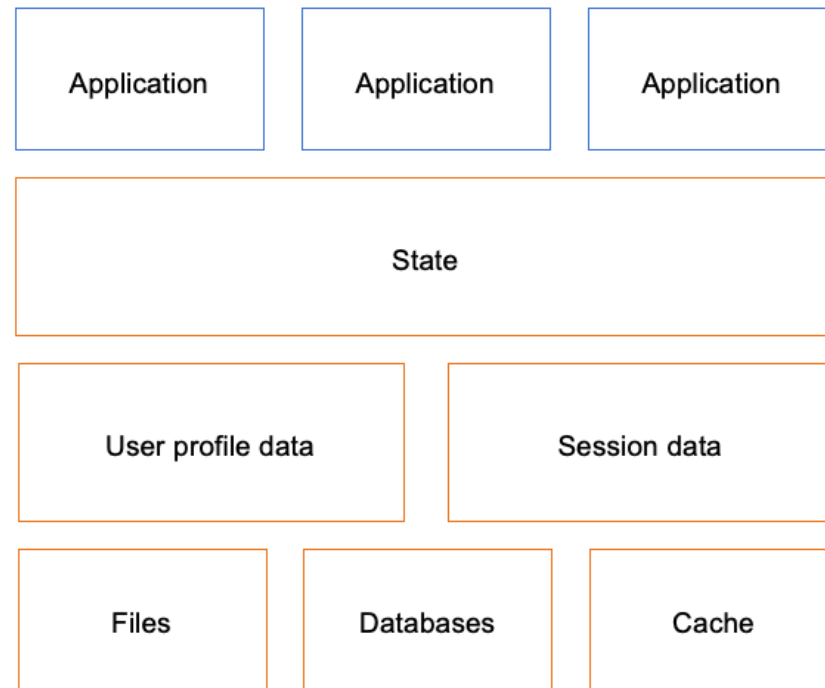 Application
Application
Application
State
User profile data
Session data
Files
Databases
Cache